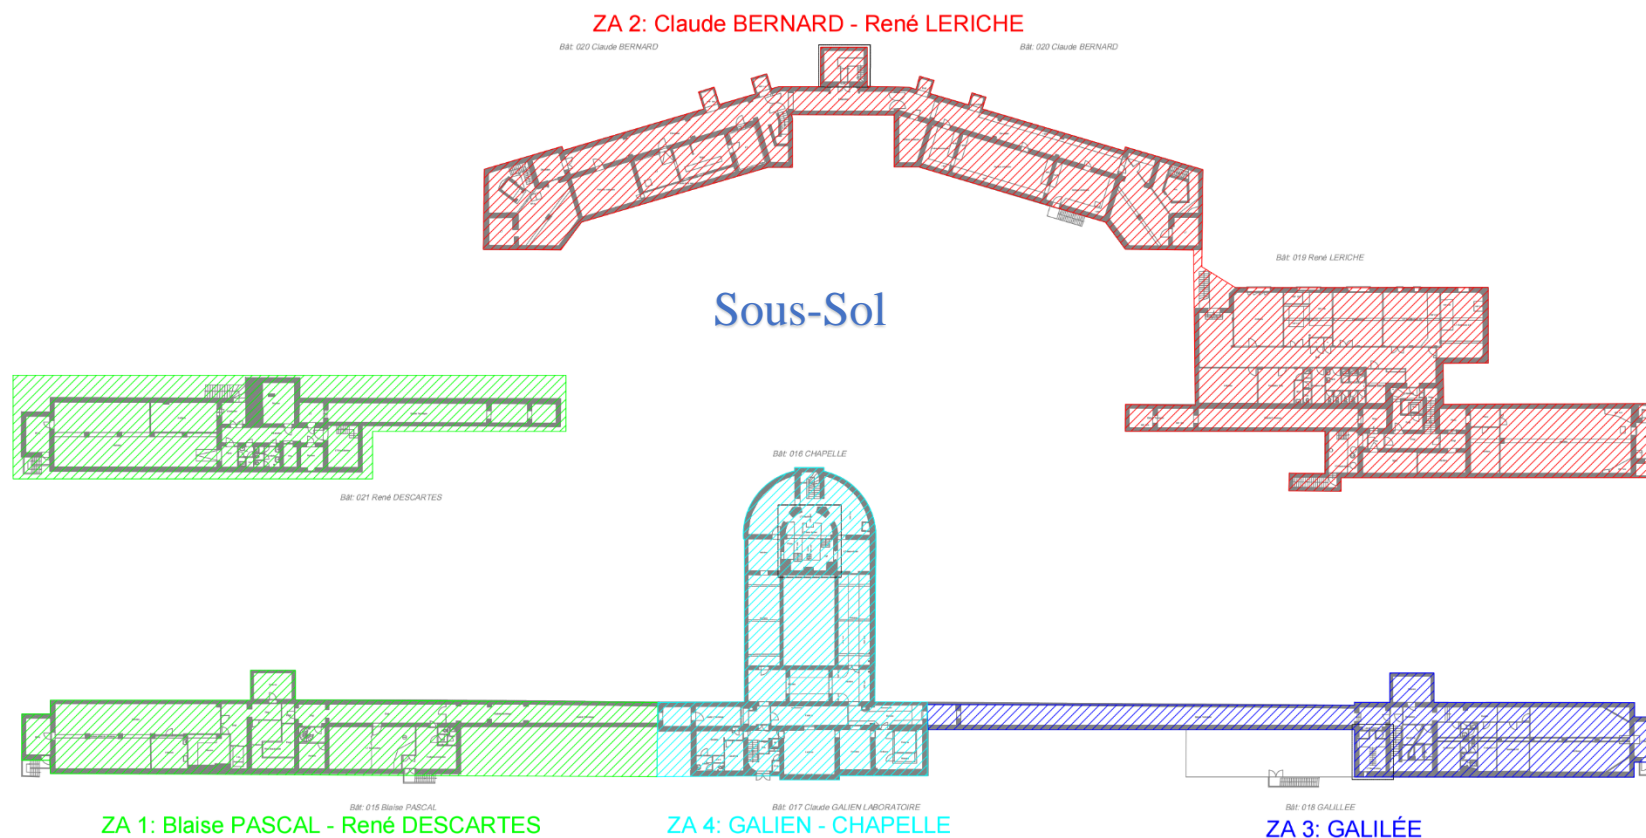 ZA 2: Claude BERNARD - René LERICHE
Bât: 020 Claude BERNARD
Bât: 020 Claude BERNARD
Bât: 019 René LERICHE
Sous-Sol
Bât: 016 CHAPELLE
Bât: 021 René DESCARTES
Bât: 015 Blaise PASCAL
Bât: 017 Claude GALIEN LABORATOIRE
Bât: 018 GALILLEE
ZA 1: Blaise PASCAL - René DESCARTES
ZA 4: GALIEN - CHAPELLE
ZA 3: GALILÉE